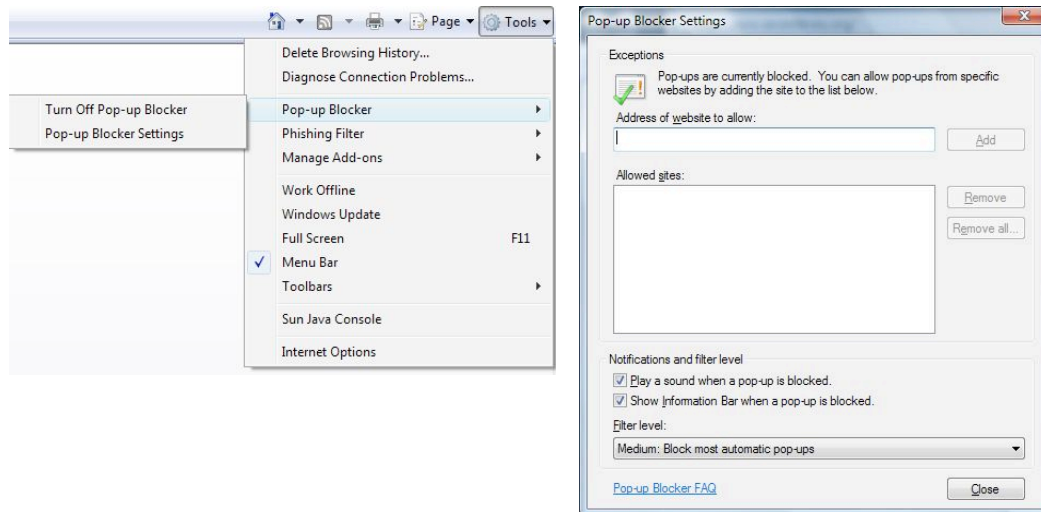 Page
Tools
Delete Browsing History...
Diagnose Connection Problems...
Pop-up Blocker
Turn Off Pop-up Blocker
Pop-up Blocker Settings
Phishing Filter
Manage Add-ons
Work Offline
Windows Update
Full Screen F11
Menu Bar
Toolbars
Sun Java Console
Internet Options
Pop-up Blocker Settings
Exceptions
Pop-ups are currently blocked. You can allow pop-ups from specific
websites by adding the site to the list below.
Address of website to allow:
Add
Allowed sites:
Remove
Remove all...
Notifications and filter level
Play a sound when a pop-up is blocked.
Show Information Bar when a pop-up is blocked.
Filter level:
Medium: Block most automatic pop-ups
Pop-up Blocker FAQ
Close